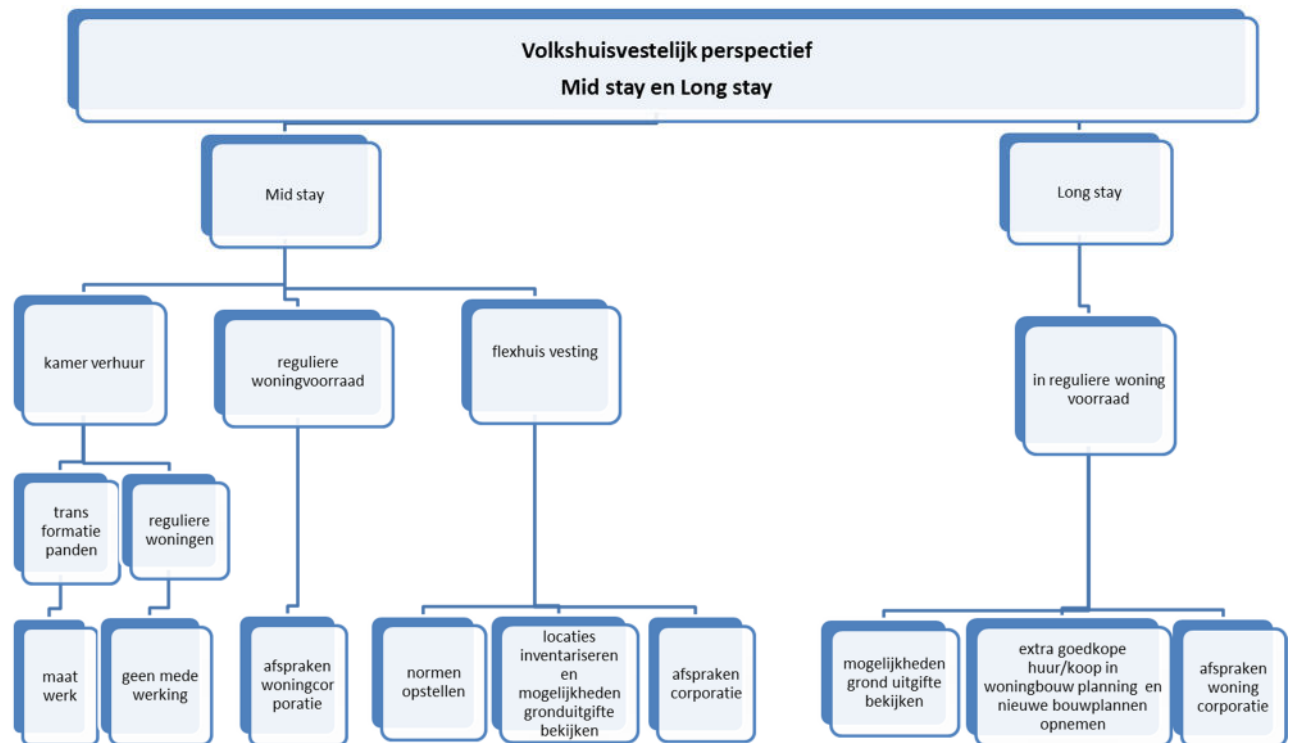 Volkshuisvestelijk perspectief
Mid stay en Long stay
Mid stay
Long stay
kamer verhuur
reguliere
woningvoorraad
flexhuis vesting
in reguliere woning
voorraad
trans
formatie
panden
reguliere
woningen
maat
werk
geen mede
werking
afspraken
woningcor
poratie
normen
opstellen
locaties
inventariseren
en
mogelijkheden
gronduitgifte
bekijken
afspraken
corporatie
mogelijkheden
grond uitgifte
bekijken
extra goedkope
huur/koop in
woningbouw planning en
nieuwe bouwplannen
opnemen
afspraken
woning
corporatie